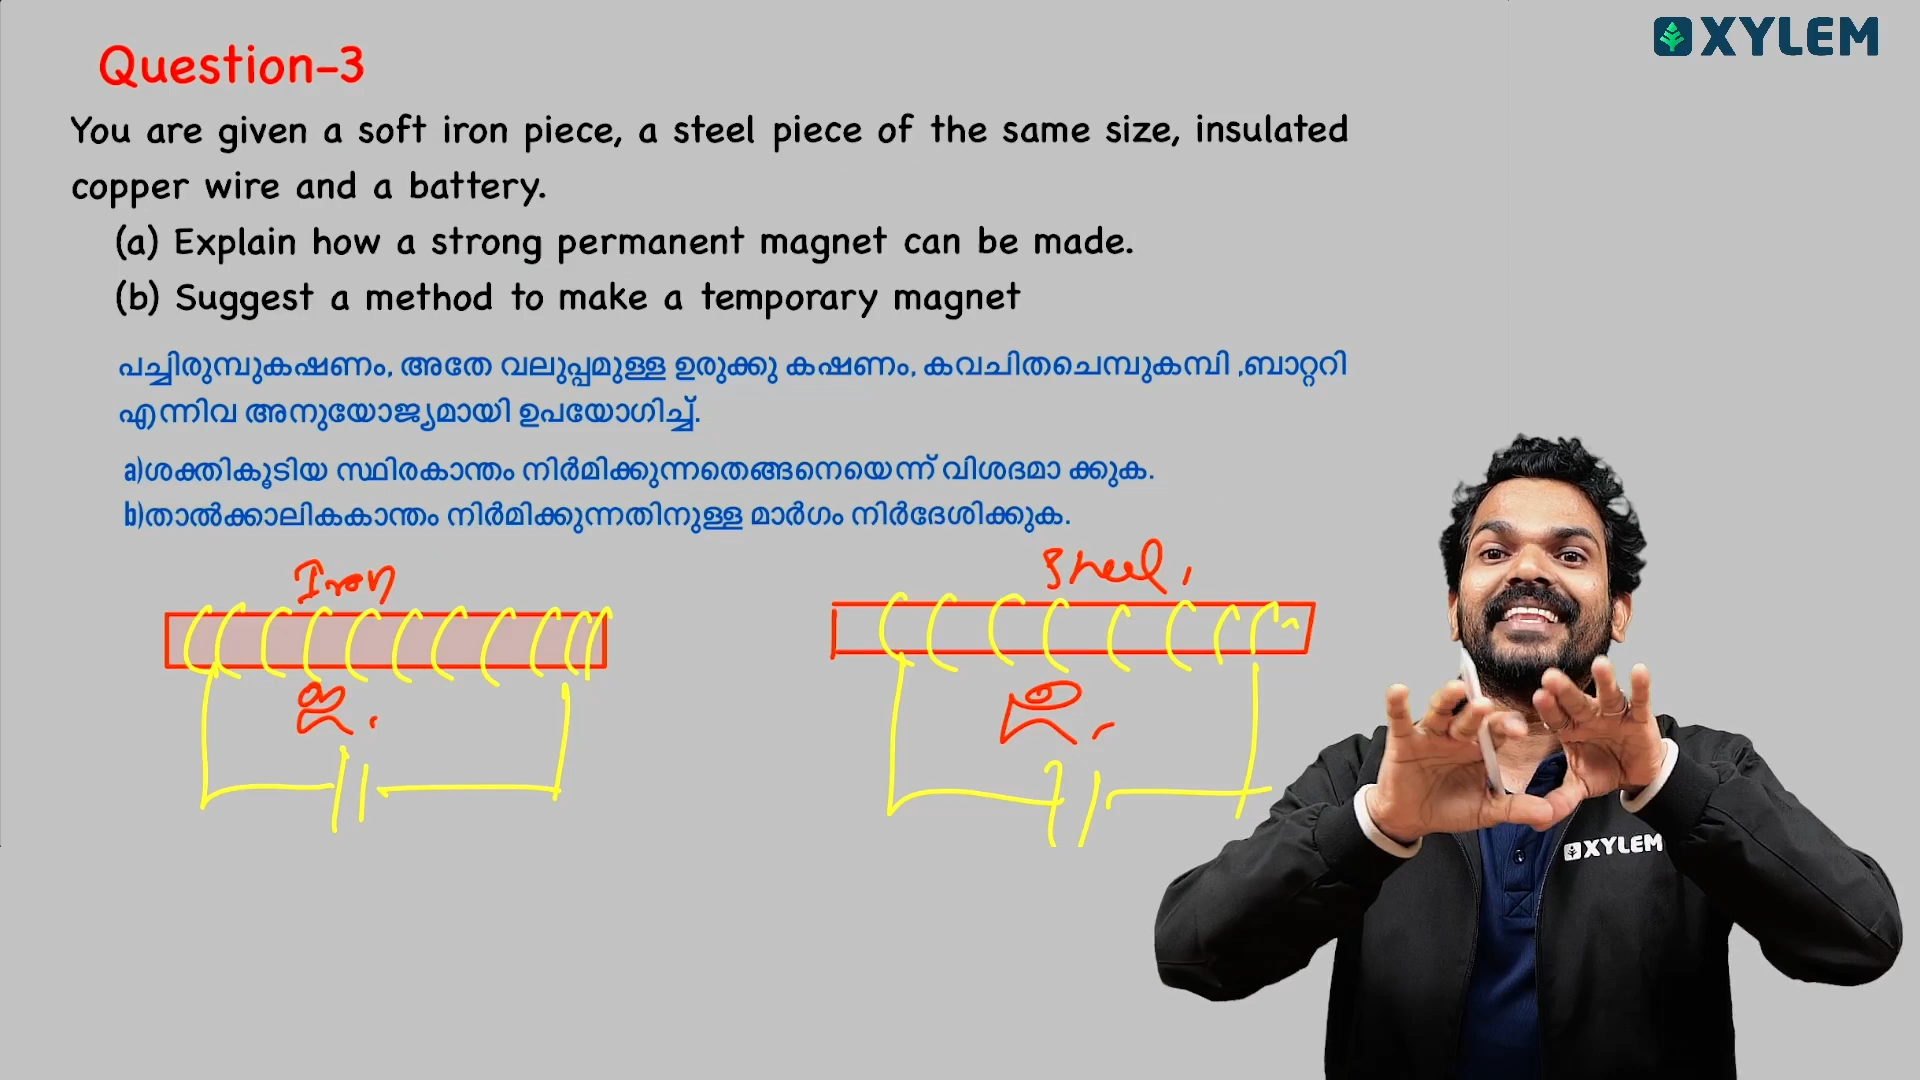 XYLEM
Question-3
You are given a soft iron piece, a steel piece of the same size, insulated
copper wire and a battery.
(a) Explain how a strong permanent magnet can be made.
(b) Suggest a method to make a temporary magnet
പച്ചിരുമ്പുകഷണം, അതേ വലുപ്പമുള്ള ഉരുക്കു കഷണം, കവചിതചെമ്പുകമ്പി ,ബാറ്ററി
എന്നിവ അനുയോജ്യമായി ഉപയോഗിച്ച്.
a)ശക്തികൂടിയ സ്ഥിരകാന്തം നിർമിക്കുന്നതെങ്ങനെയെന്ന് വിശദമാ ക്കുക.
b)താൽക്കാലികകാന്തം നിർമിക്കുന്നതിനുള്ള മാർഗം നിർദേശിക്കുക.
Iron
Steel
XYLEM